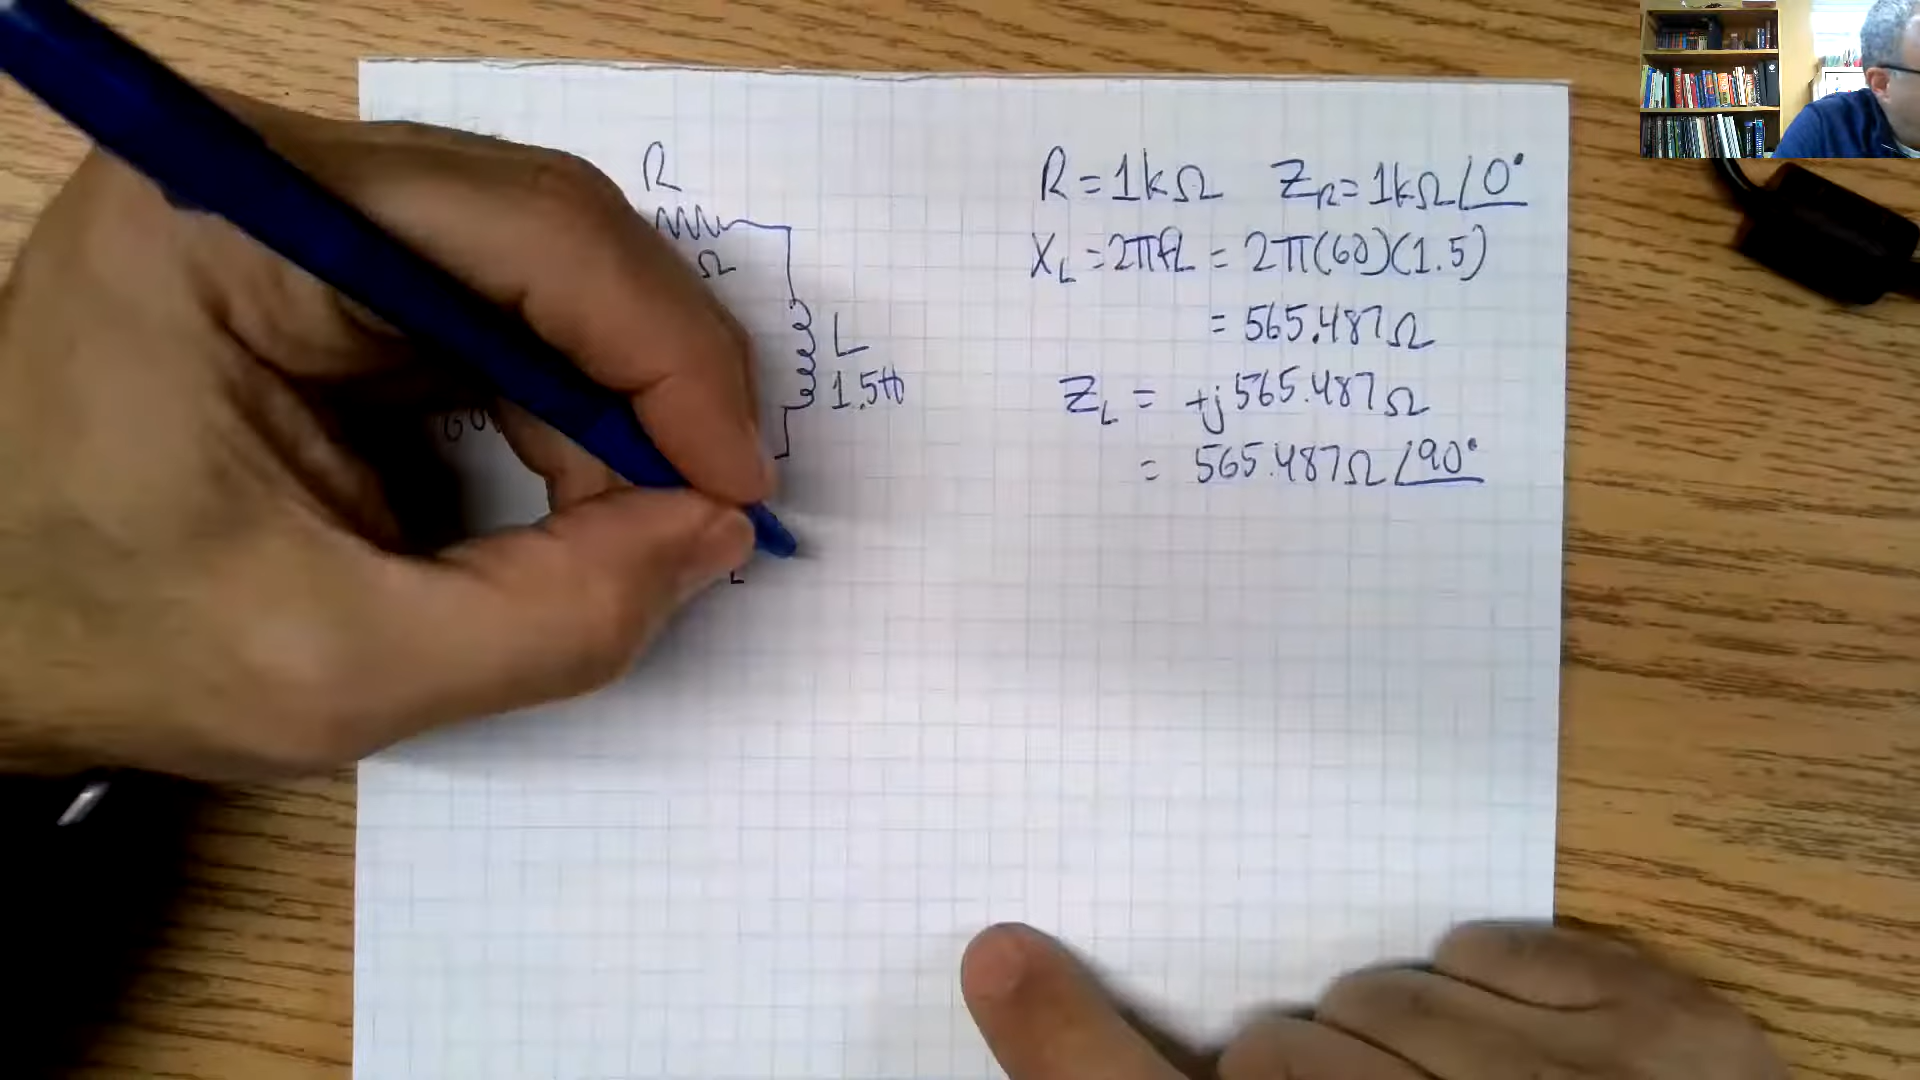 R
Ω
L
1.5H
60
L
R = 1kΩ Z_R = 1kΩ∠0°
X_L = 2πfL = 2π(60)(1.5)
= 565.487Ω
Z_L = +j565.487Ω
= 565.487Ω∠90°